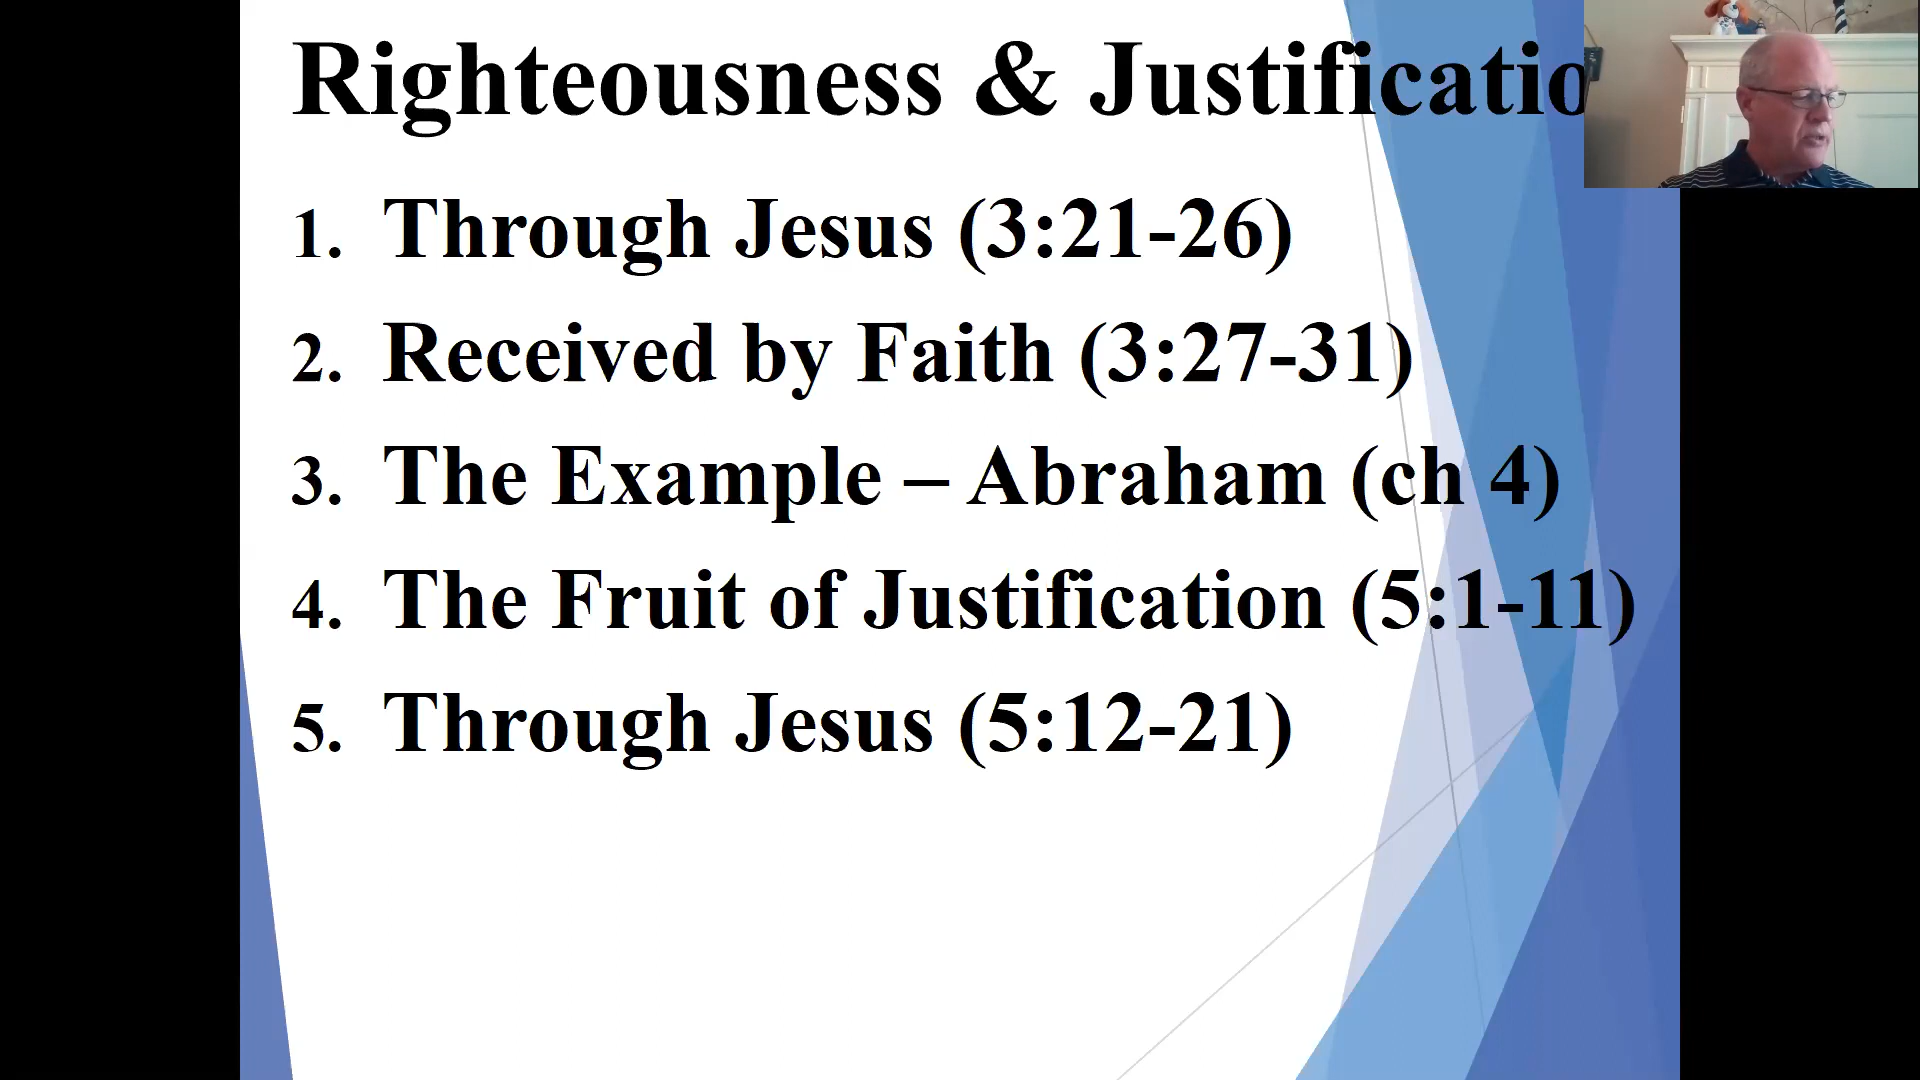 Righteousness & Justificatio
1. Through Jesus (3:21-26)
2. Received by Faith (3:27-31)
3. The Example – Abraham (ch 4)
4. The Fruit of Justification (5:1-11)
5. Through Jesus (5:12-21)